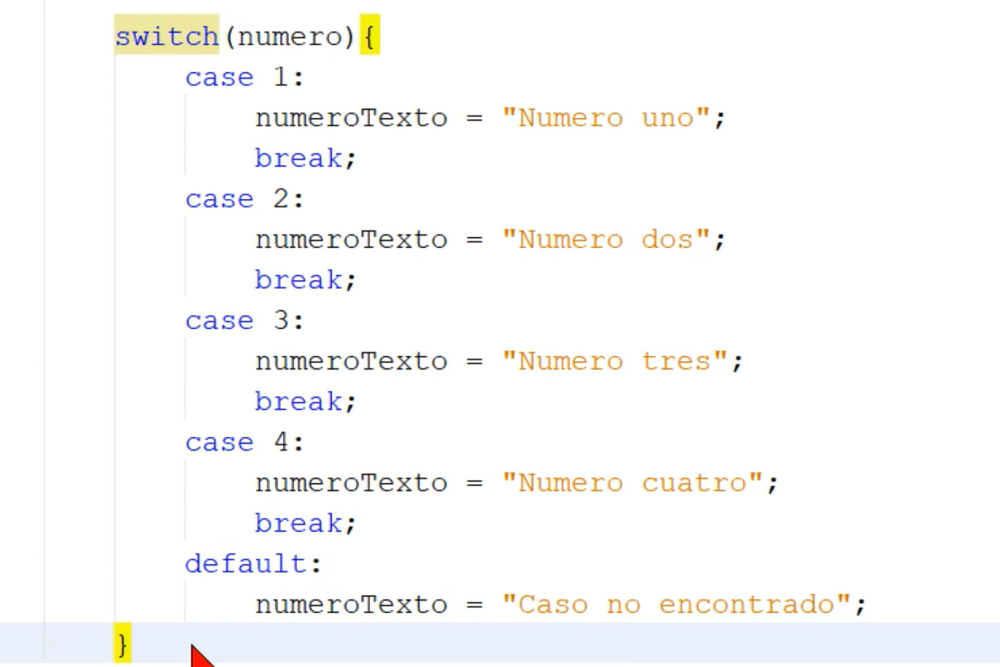 switch(numero){
case 1:
numeroTexto = "Numero uno";
break;
case 2:
numeroTexto = "Numero dos";
break;
case 3:
numeroTexto = "Numero tres";
break;
case 4:
numeroTexto = "Numero cuatro";
break;
default:
numeroTexto = "Caso no encontrado";
}